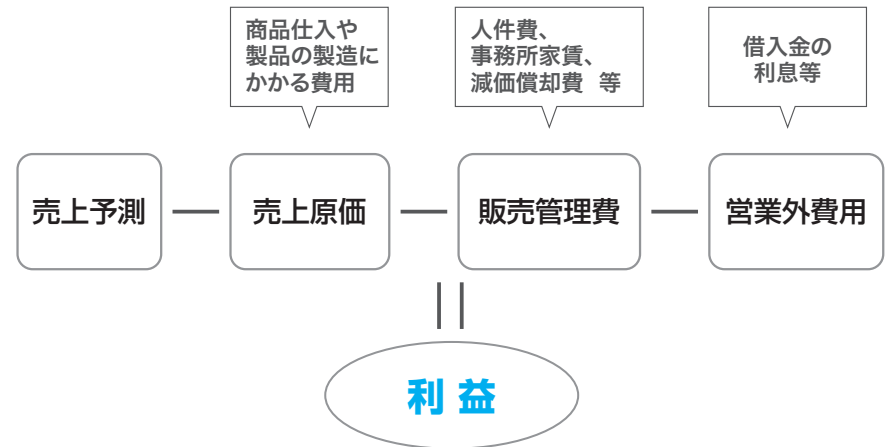 商品仕入や
製品の製造に
かかる費用
人件費、
事務所家賃、
減価償却費 等
借入金の
利息等
売上予測 — 売上原価 — 販売管理費 — 営業外費用
利益